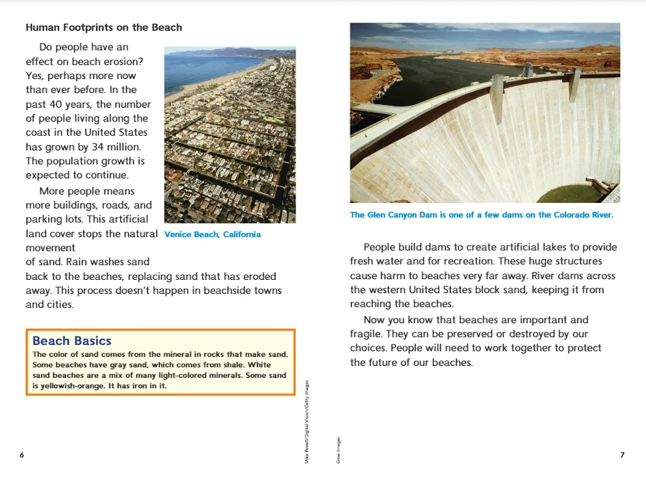 Human Footprints on the Beach
Do people have an
effect on beach erosion?
Yes, perhaps more now
than ever before. In the
past 40 years, the number
of people living along the
coast in the United States
has grown by 34 million.
The population growth is
expected to continue.
More people means
more buildings, roads, and
parking lots. This artificial
land cover stops the natural
movement
of sand. Rain washes sand
back to the beaches, replacing sand that has eroded
away. This process doesn't happen in beachside towns
and cities.
Venice Beach, California
Beach Basics
The color of sand comes from the mineral in rocks that make sand.
Some beaches have gray sand, which comes from shale. White
sand beaches are a mix of many light-colored minerals. Some sand
is yellowish-orange. It has iron in it.
Mike Powell/Digital Vision/Getty Images
6
The Glen Canyon Dam is one of a few dams on the Colorado River.
People build dams to create artificial lakes to provide
fresh water and for recreation. These huge structures
cause harm to beaches very far away. River dams across
the western United States block sand, keeping it from
reaching the beaches.
Now you know that beaches are important and
fragile. They can be preserved or destroyed by our
choices. People will need to work together to protect
the future of our beaches.
Glow Images
7